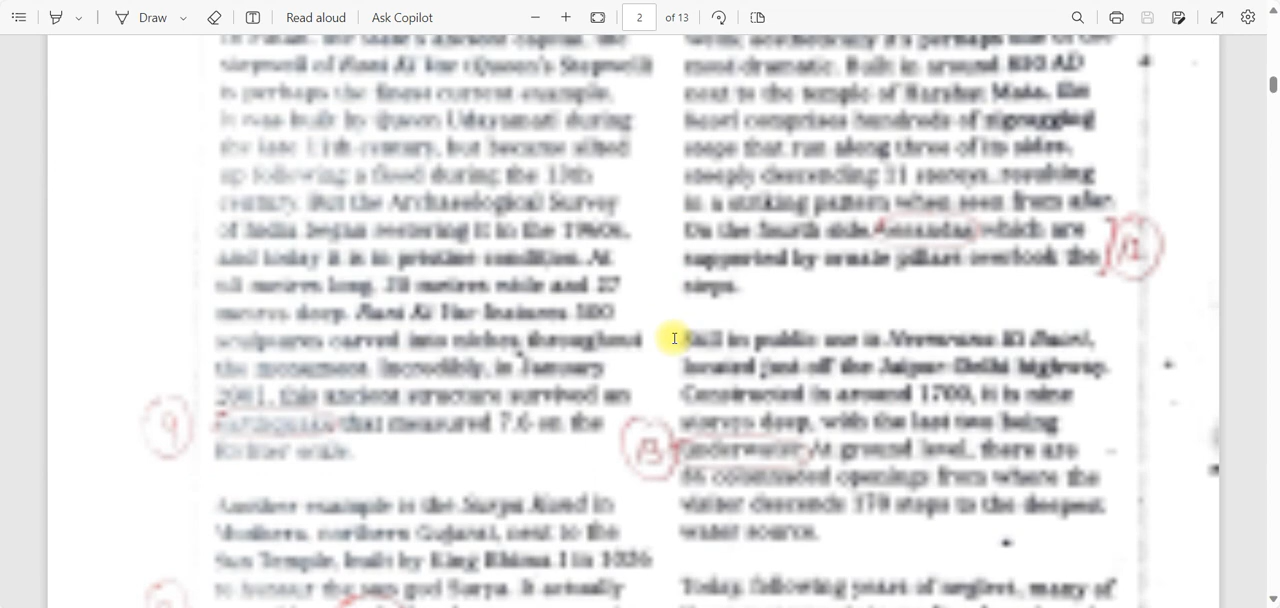 Draw
Read aloud
Ask Copilot
2
of 13
stepwell of Rani Ki Vav (Queen's Stepwell)
is perhaps the finest current example.
It was built by Queen Udayamati during
the late 11th century, but became silted
up following a flood during the 13th
century. But the Archaeological Survey
of India began restoring it in the 1960s,
and today it is in pristine condition. At
metres long, 20 metres wide and 27
metres deep, Rani Ki Vav features 500
sculptures carved into niches throughout
the monument. Incredibly, in January
2001, this ancient structure survived an
9
earthquake that measured 7.6 on the
Richter scale.
Another example is the Surya Kund in
Modhera, northern Gujarat, next to the
Sun Temple, built by King Bhima I in 1026
to honour the sun god Surya. It actually
most dramatic. Built in around 850 AD
next to the temple of Harshat Mata, the
baori comprises hundreds of zigzagging
steps that run along three of its sides,
steeply descending 11 storeys, resulting
in a striking pattern when seen from afar.
On the fourth side, verandas which are
12
supported by ornate pillars overlook the
steps.
Still in public use is Neemrana Ki Baori,
located just off the Jaipur–Delhi highway.
Constructed in around 1700, it is nine
storeys deep, with the last two being
13
underwater. At ground level, there are
86 colonnaded openings from where the
visitor descends 170 steps to the deepest
water source.
Today, following years of neglect, many of